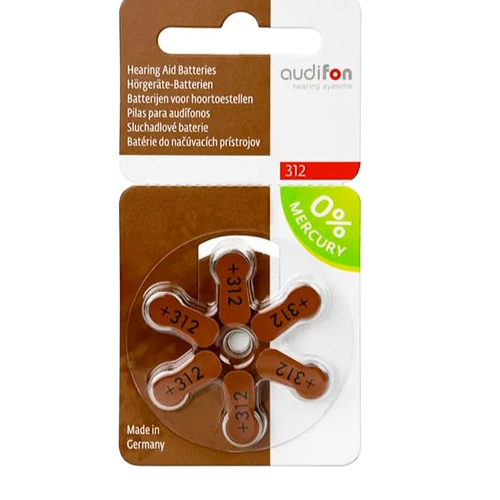 Hearing Aid Batteries
Hörgeräte-Batterien
Batterijen voor hoortoestellen
Pilas para audífonos
Sluchadlové baterie
Batérie do načúvacích prístrojov
audifon
hearing systems
312
0%
MERCURY
+312
+312
+312
+312
+312
+312
Made in
Germany